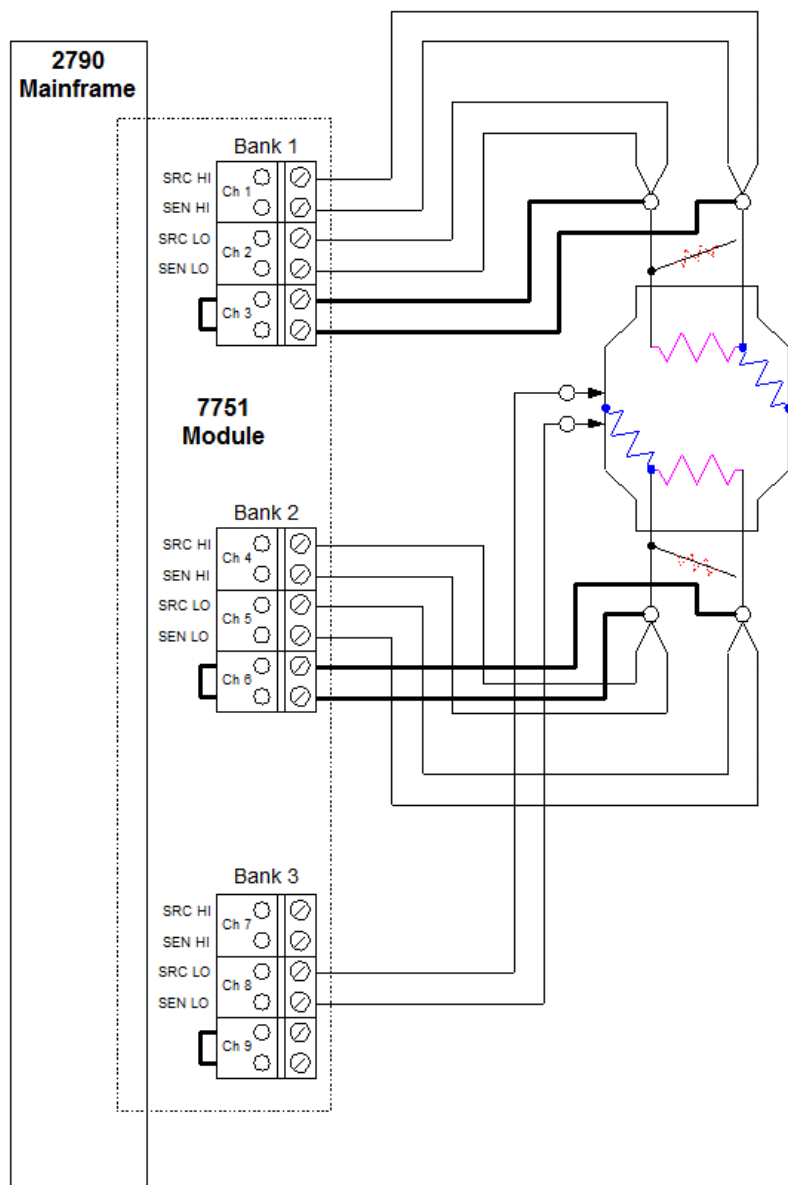 2790
Mainframe
Bank 1
SRC HI
Ch 1
SEN HI
SRC LO
Ch 2
SEN LO
Ch 3
7751
Module
Bank 2
SRC HI
Ch 4
SEN HI
SRC LO
Ch 5
SEN LO
Ch 6
Bank 3
SRC HI
Ch 7
SEN HI
SRC LO
Ch 8
SEN LO
Ch 9